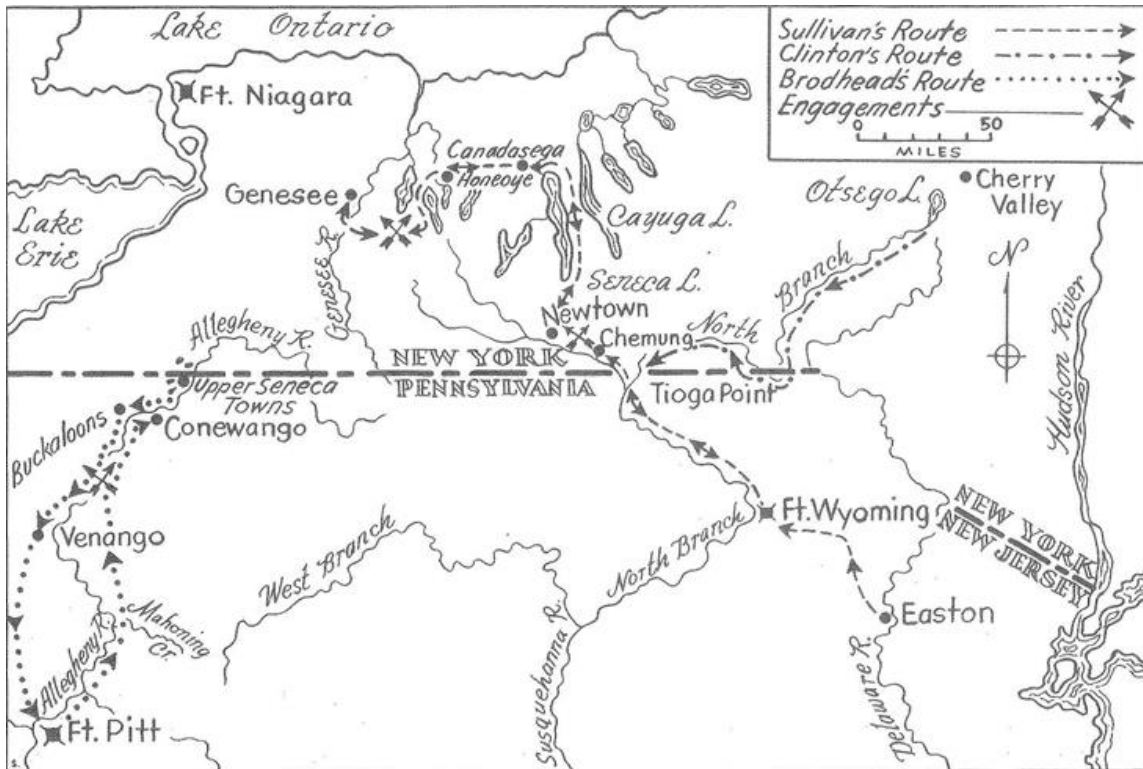 Lake Ontario
Sullivan's Route
Clinton's Route
Brodhead's Route
Engagements
0 50
MILES
Ft. Niagara
Canadasega
Honeoye
Genesee
Otsego L.
Cherry
Valley
Lake
Erie
Cayuga L.
Genesee R.
Seneca L.
Branch
N
Hudson River
Newtown
Chemung
North
Allegheny R.
NEW YORK
PENNSYLVANIA
Tioga Point
Upper Seneca
Towns
Conewango
Buckaloons
Venango
West Branch
North Branch
Ft. Wyoming
NEW YORK
NEW JERSEY
Easton
Mahoning
Cr.
Allegheny R.
Ft. Pitt
Susquehanna R.
Delaware R.